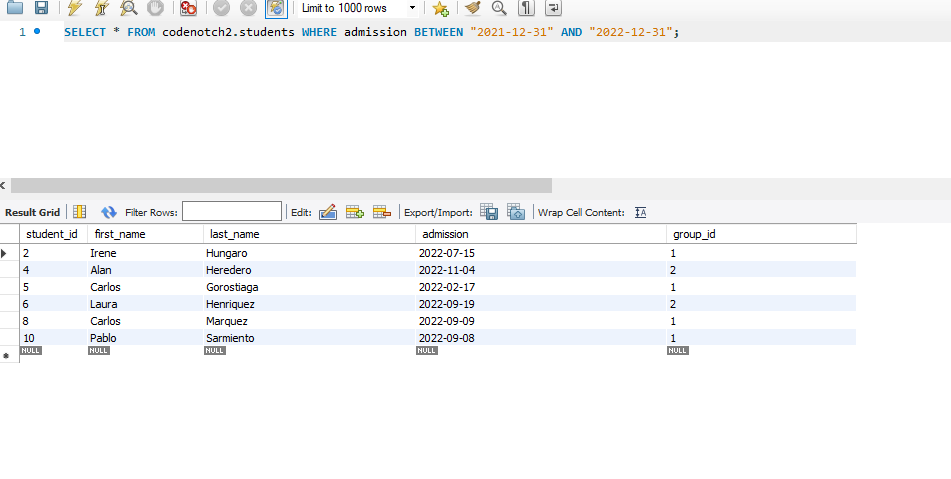 Limit to 1000 rows
1 SELECT * FROM codenotch2.students WHERE admission BETWEEN "2021-12-31" AND "2022-12-31";
Result Grid Filter Rows: Edit: Export/Import: Wrap Cell Content: IA
student_id first_name last_name admission group_id
2 Irene Hungaro 2022-07-15 1
4 Alan Heredero 2022-11-04 2
5 Carlos Gorostiaga 2022-02-17 1
6 Laura Henriquez 2022-09-19 2
8 Carlos Marquez 2022-09-09 1
10 Pablo Sarmiento 2022-09-08 1
NULL NULL NULL NULL NULL